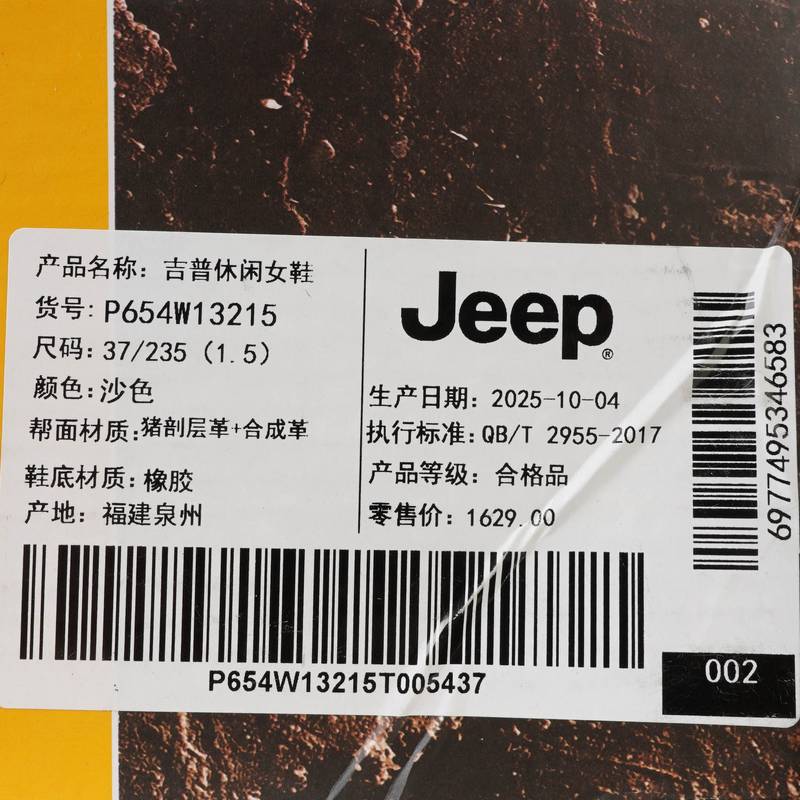 产品名称：吉普休闲女鞋
货号：P654W13215
尺码：37/235（1.5）
颜色：沙色
帮面材质：猪剖层革+合成革
鞋底材质：橡胶
产地：福建泉州
Jeep®
生产日期：2025-10-04
执行标准：QB/T 2955-2017
产品等级：合格品
零售价：1629.00
6977495346583
P654W13215T005437
002